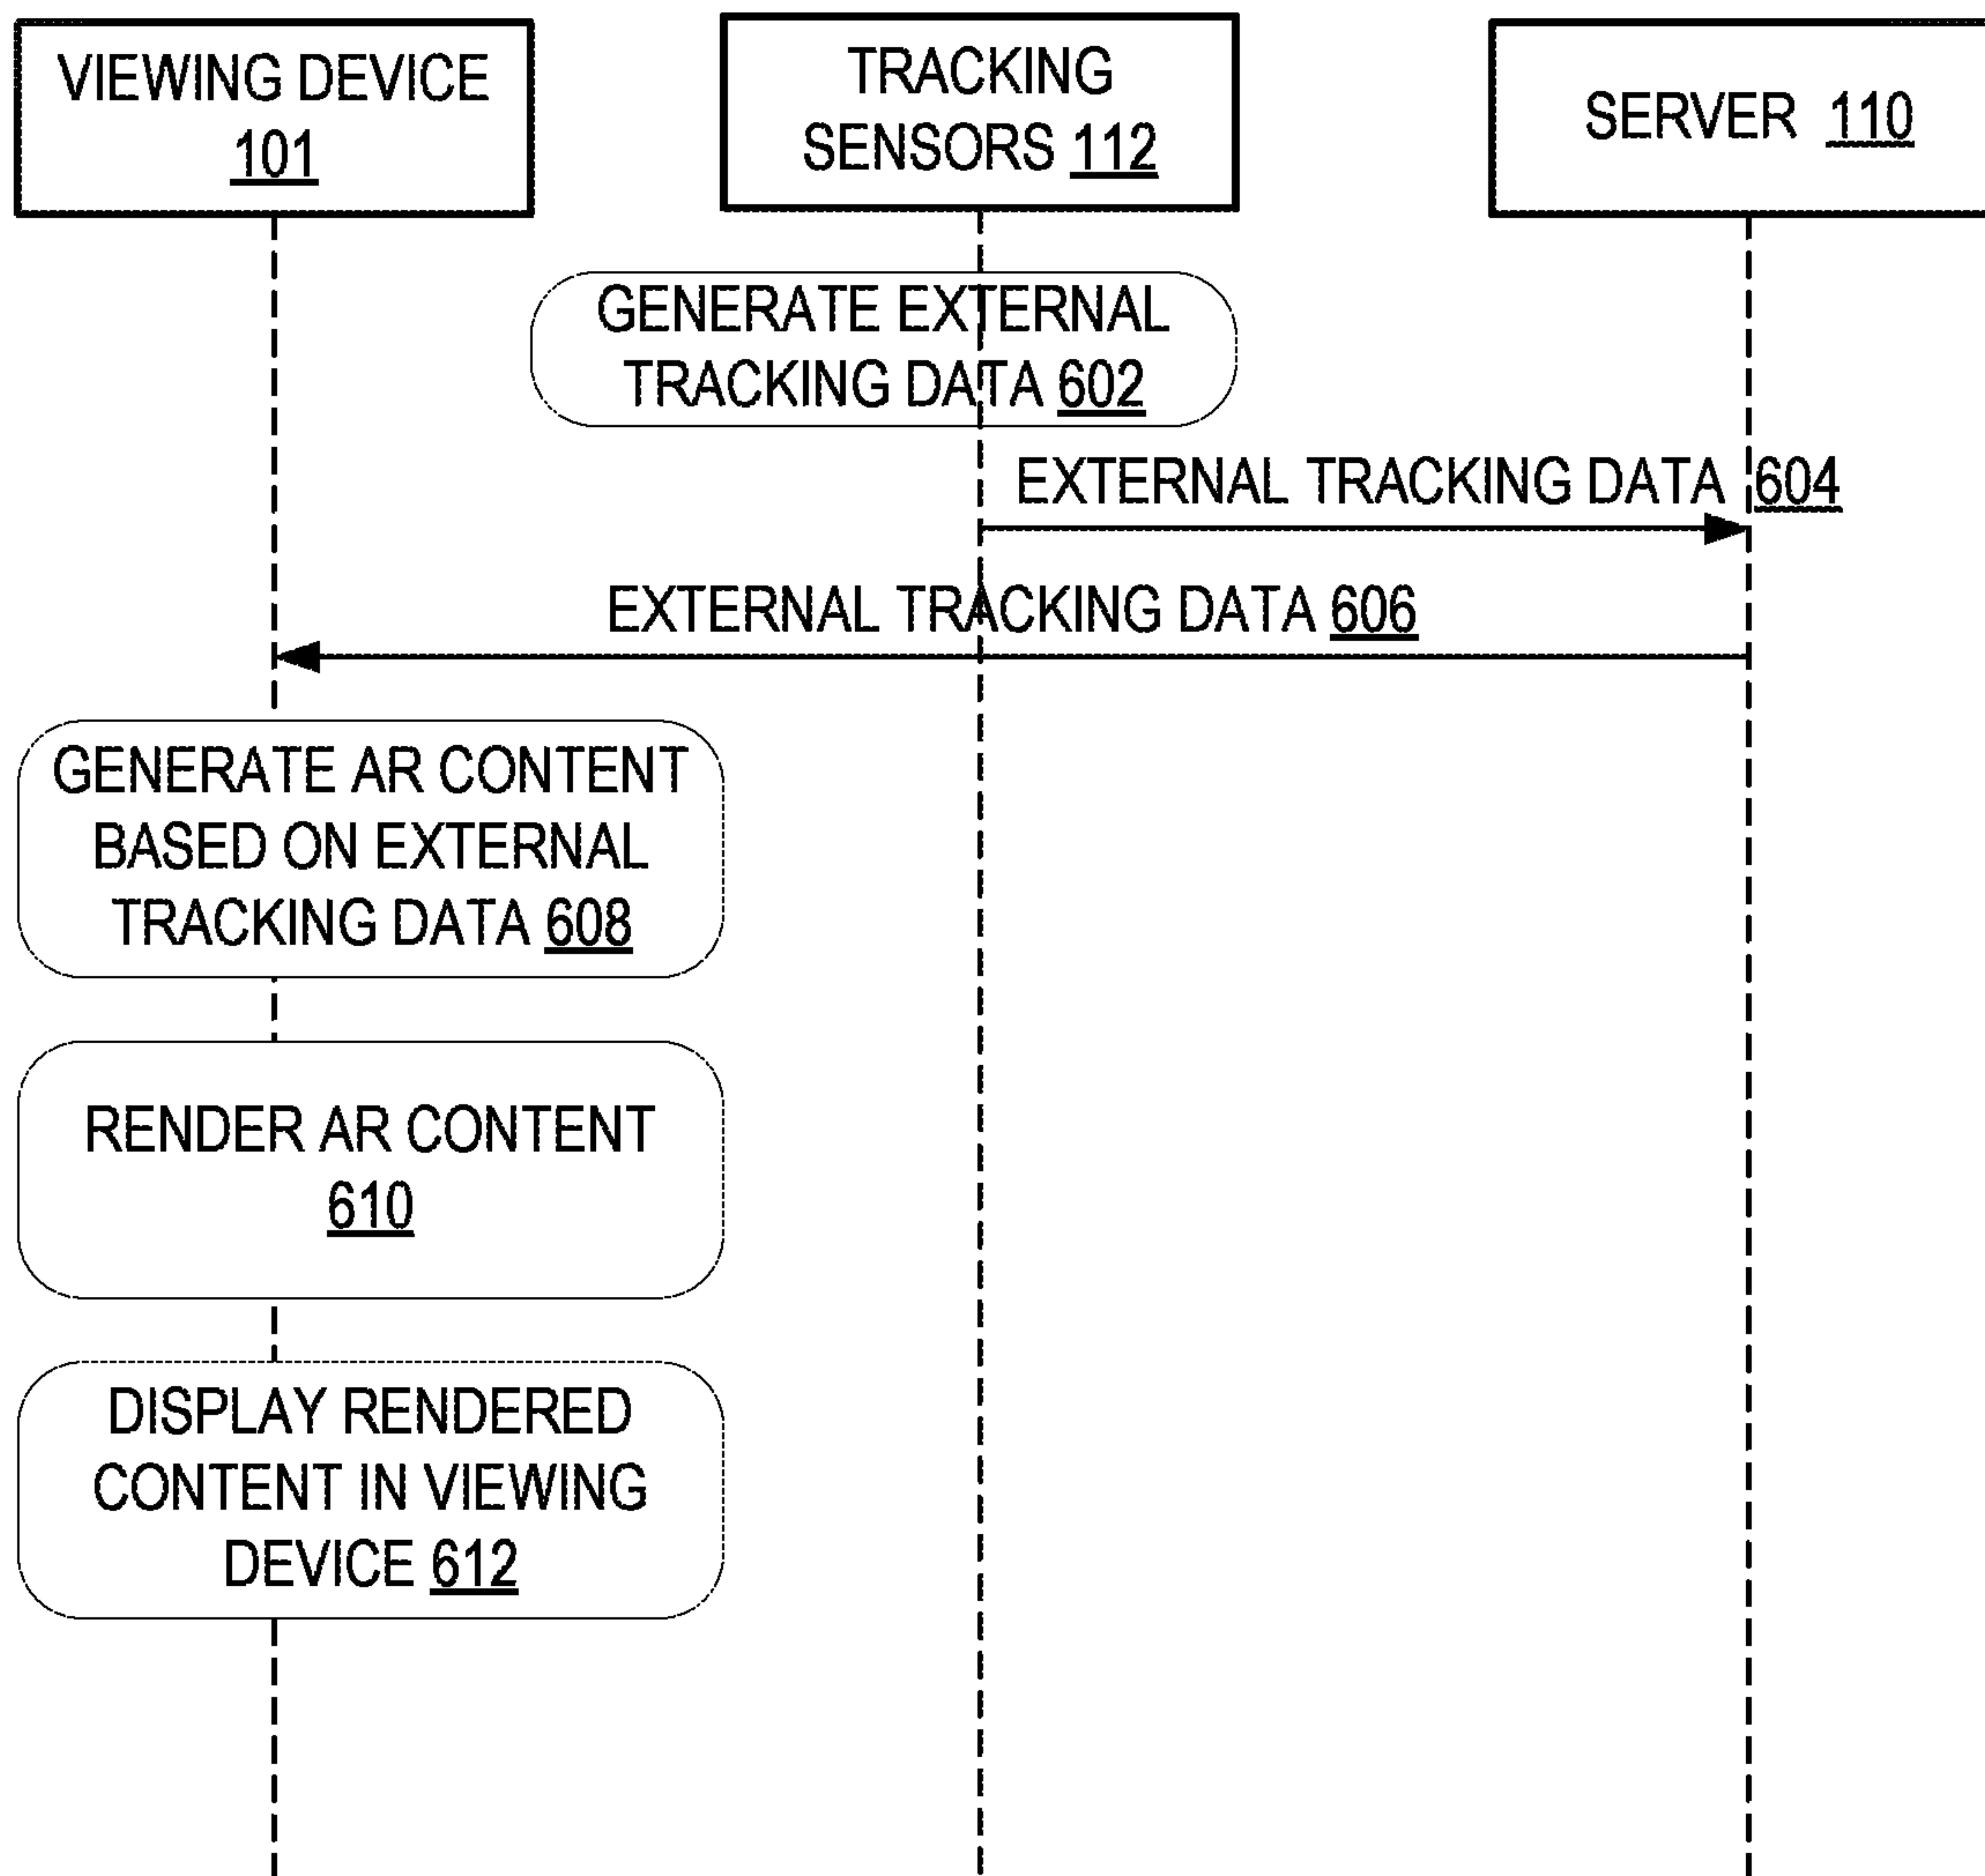 VIEWING DEVICE
101
TRACKING
SENSORS 112
SERVER 110
GENERATE EXTERNAL
TRACKING DATA 602
EXTERNAL TRACKING DATA 604
EXTERNAL TRACKING DATA 606
GENERATE AR CONTENT
BASED ON EXTERNAL
TRACKING DATA 608
RENDER AR CONTENT
610
DISPLAY RENDERED
CONTENT IN VIEWING
DEVICE 612